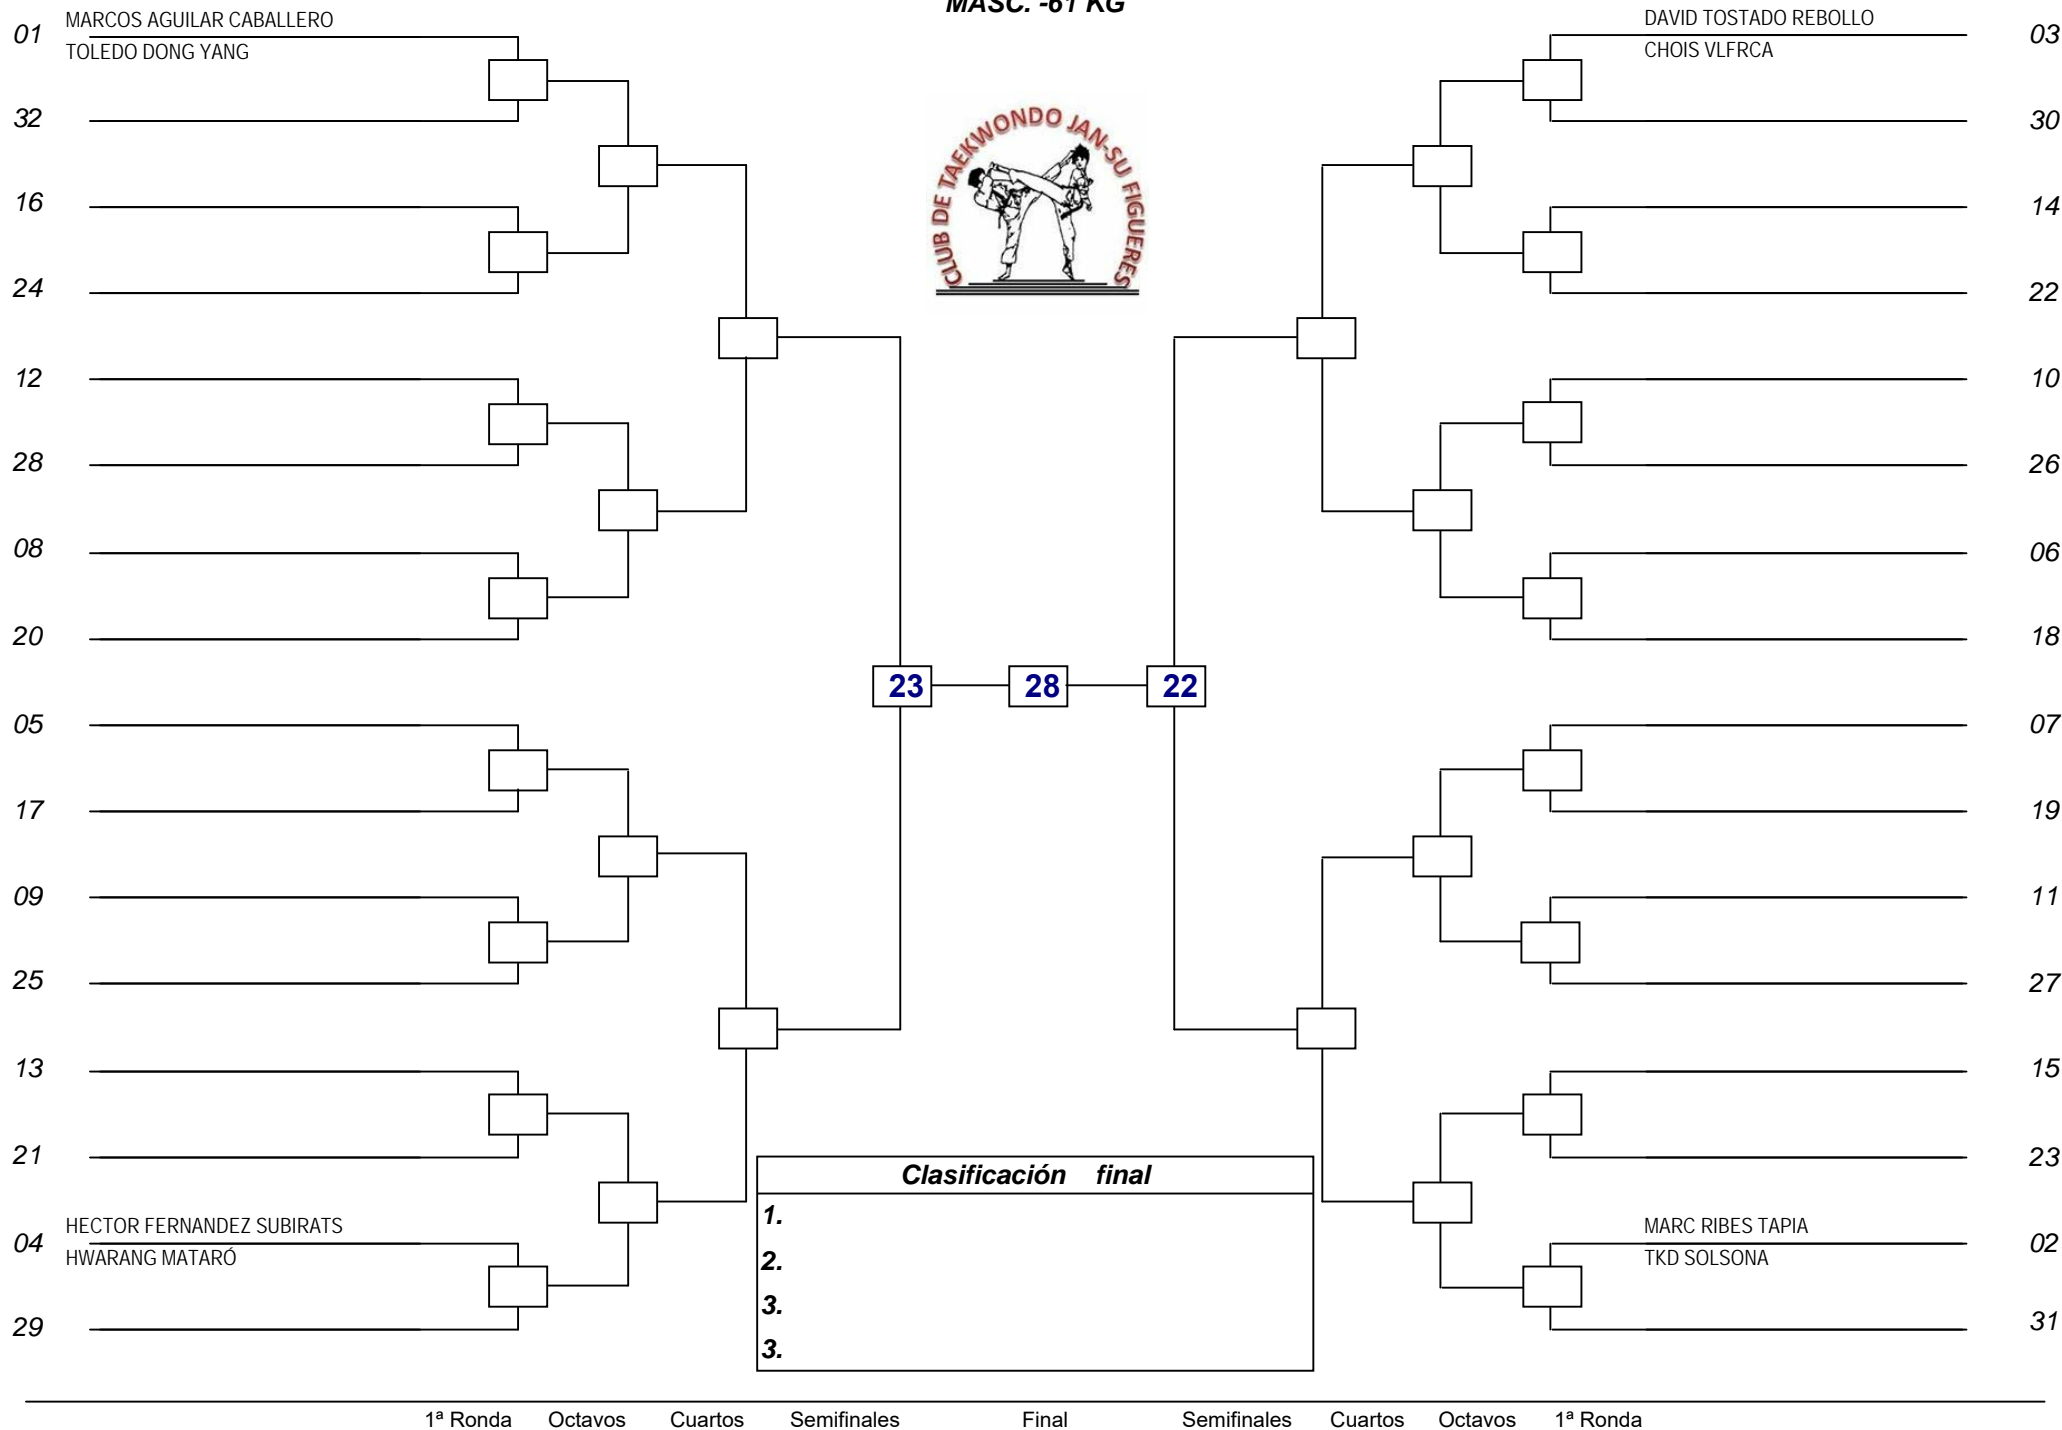 MASC. -61 KG
01 MARCOS AGUILAR CABALLERO
TOLEDO DONG YANG
32
16
24
12
28
08
20
05
17
09
25
13
21
04 HECTOR FERNANDEZ SUBIRATS
HWARANG MATARÓ
29
CLUB DE TAEKWONDO JAN-SU FIGUERES
23 28 22
DAVID TOSTADO REBOLLO 03
CHOIS VLFRCA
30
14
22
10
26
06
18
07
19
11
27
15
23
MARC RIBES TAPIA 02
TKD SOLSONA
31
Clasificación final
1.
2.
3.
3.
1ª Ronda Octavos Cuartos Semifinales Final Semifinales Cuartos Octavos 1ª Ronda